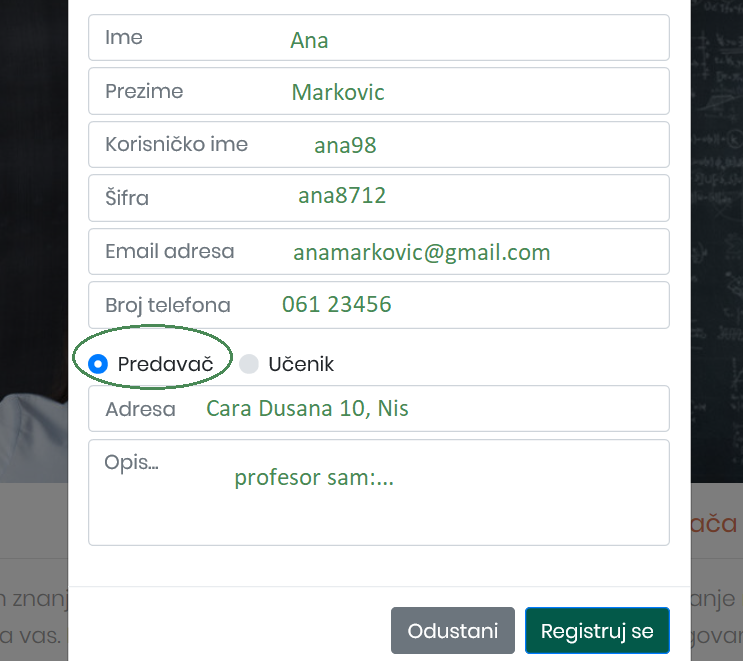 Ime Ana
Prezime Markovic
Korisničko ime ana98
Šifra ana8712
Email adresa anamarkovic@gmail.com
Broj telefona 061 23456
Predavač Učenik
Adresa Cara Dusana 10, Nis
Opis... profesor sam:...
ača
znanj anje
a vas. govar
Odustani Registruj se